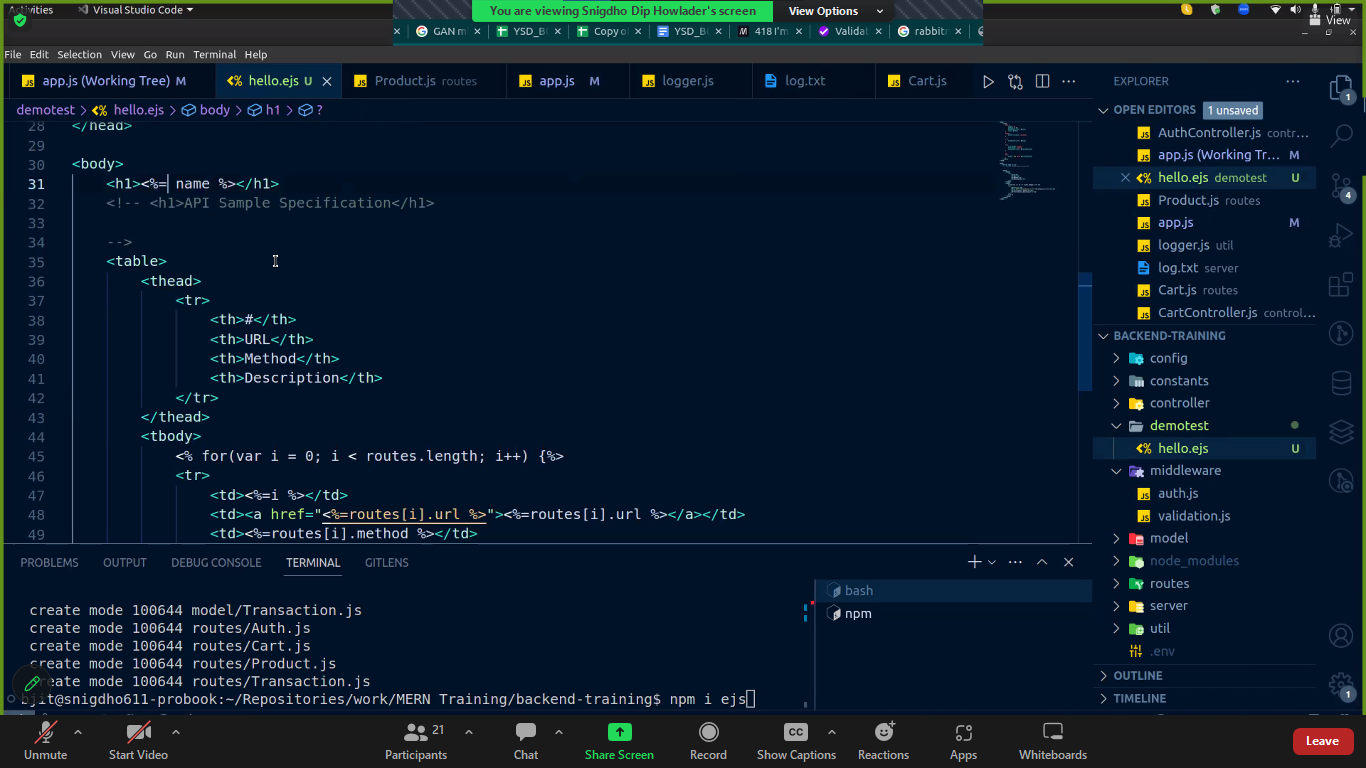 Activities
Visual Studio Code
You are viewing Snigdho Dip Howlader's screen
View Options
View
GAN m
YSD_B
Copy o
YSD_B
418 I'm
Valida
rabbit
File Edit Selection View Go Run Terminal Help
app.js (Working Tree) M
hello.ejs U
Product.js routes
app.js M
logger.js
log.txt
Cart.js
demotest > hello.ejs > body > h1 > ?
28 </head>
29
30 <body>
31 <h1><%= name %></h1>
32 <!-- <h1>API Sample Specification</h1>
33
34 -->
35 <table>
36 <thead>
37 <tr>
38 <th>#</th>
39 <th>URL</th>
40 <th>Method</th>
41 <th>Description</th>
42 </tr>
43 </thead>
44 <tbody>
45 <% for(var i = 0; i < routes.length; i++) {%>
46 <tr>
47 <td><%=i %></td>
48 <td><a href="<%=routes[i].url %>"><%=routes[i].url %></a></td>
49 <td><%=routes[i].method %></td>
PROBLEMS OUTPUT DEBUG CONSOLE TERMINAL GITLENS
create mode 100644 model/Transaction.js
create mode 100644 routes/Auth.js
create mode 100644 routes/Cart.js
create mode 100644 routes/Product.js
create mode 100644 routes/Transaction.js
bjit@snigdho611-probook:~/Repositories/work/MERN Training/backend-training$ npm i ejs
bash
npm
EXPLORER
OPEN EDITORS 1 unsaved
AuthController.js contr...
app.js (Working Tr... M
hello.ejs demotest U
Product.js routes
app.js M
logger.js util
log.txt server
Cart.js routes
CartController.js control...
BACKEND-TRAINING
config
constants
controller
demotest
hello.ejs U
middleware
auth.js
validation.js
model
node_modules
routes
server
util
.env
OUTLINE
TIMELINE
1
4
1
Unmute
Start Video
Participants 21
Chat
Share Screen
Record
Show Captions
Reactions
Apps
Whiteboards
Leave